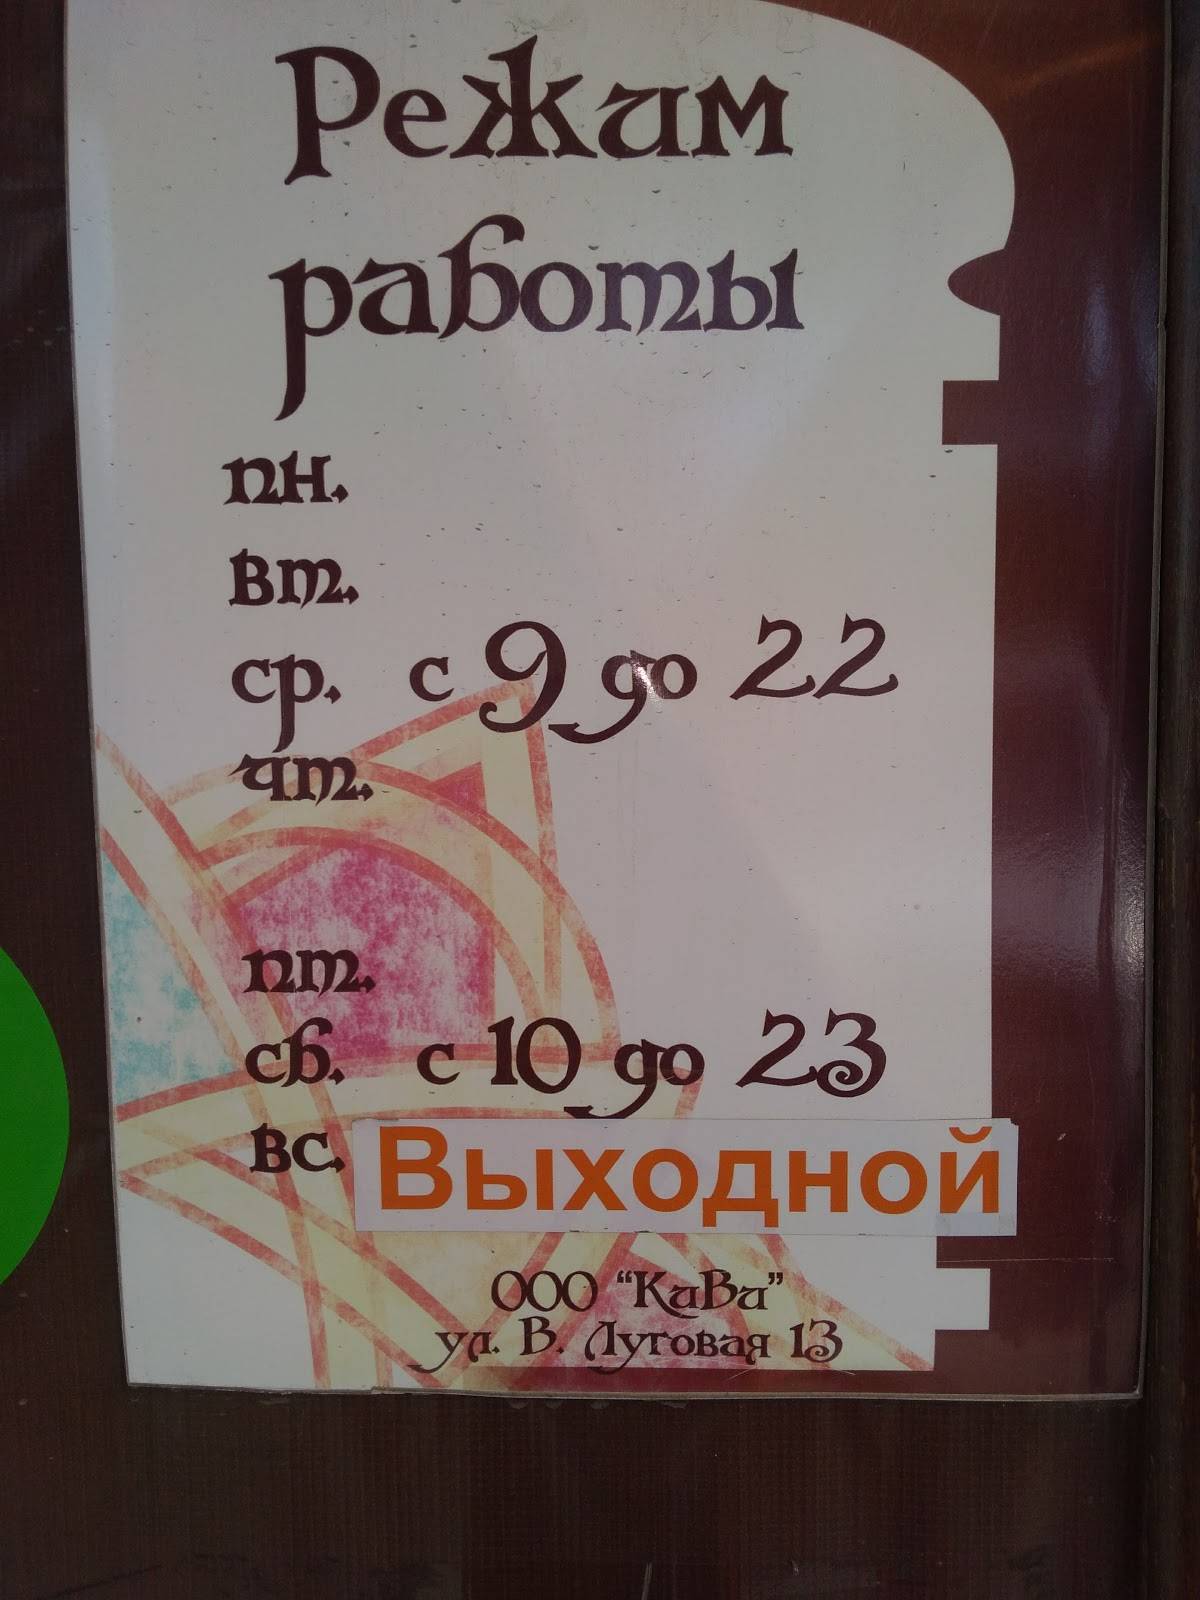 Режим
работы
пн.
вт.
ср. с 9 до 22
чт.
пт.
сб. с 10 до 23
вс. Выходной
ООО "КиВи"
ул. В. Луговая 13